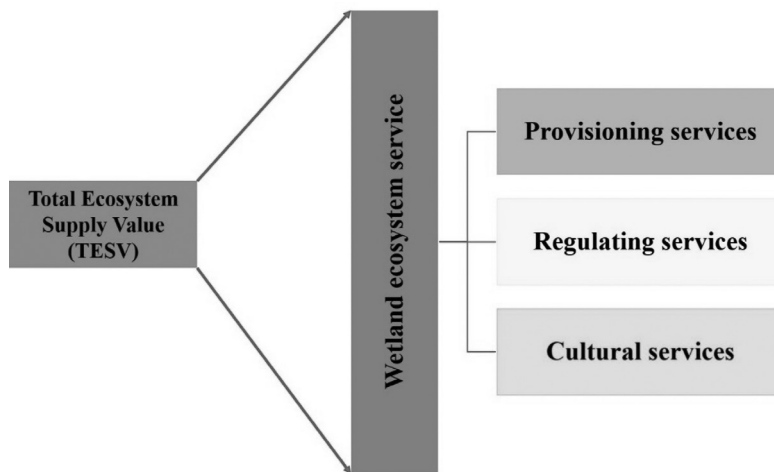 Total Ecosystem
Supply Value
(TESV)
Wetland ecosystem service
Provisioning services
Regulating services
Cultural services